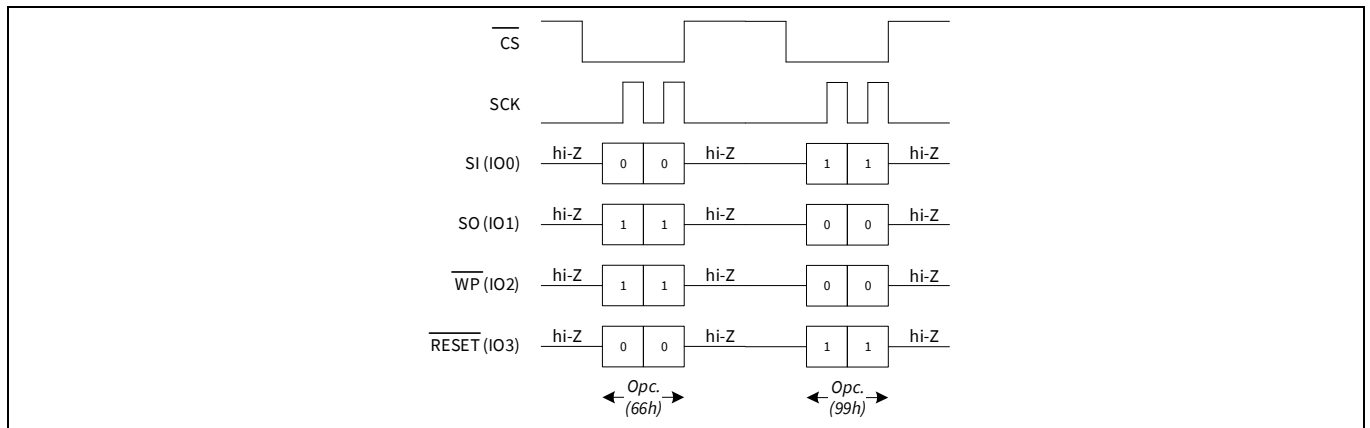 CS
SCK
SI (IO0) hi-Z 0 0 hi-Z 1 1 hi-Z
SO (IO1) hi-Z 1 1 hi-Z 0 0 hi-Z
WP (IO2) hi-Z 1 1 hi-Z 0 0 hi-Z
RESET (IO3) hi-Z 0 0 hi-Z 1 1 hi-Z
Opc. Opc.
(66h) (99h)